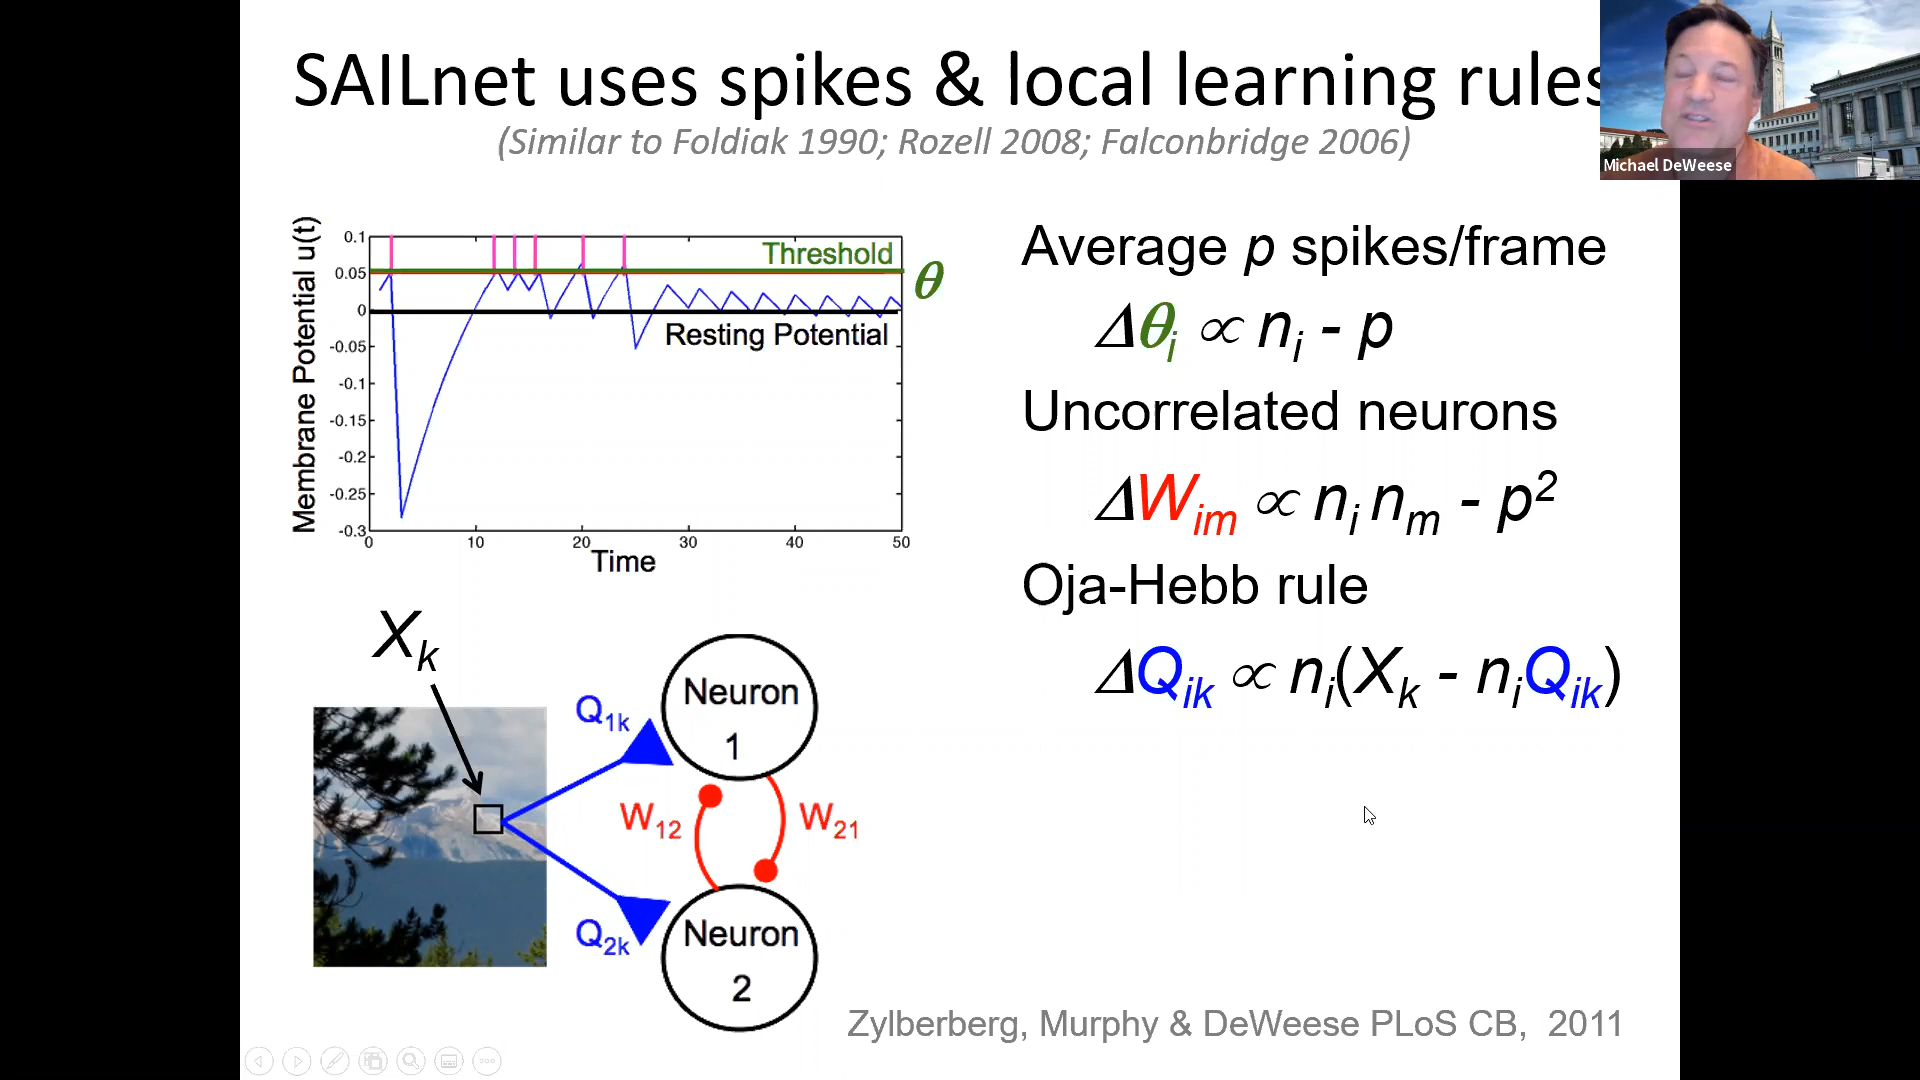 SAILnet uses spikes & local learning rules
(Similar to Foldiak 1990; Rozell 2008; Falconbridge 2006)
Michael DeWeese
Membrane Potential u(t)
0.1
0.05
0
-0.05
-0.1
-0.15
-0.2
-0.25
-0.3
Threshold
θ
Resting Potential
0 10 20 30 40 50
Time
Average p spikes/frame
Δθi ∝ ni - p
Uncorrelated neurons
ΔWim ∝ ni nm - p²
Oja-Hebb rule
ΔQik ∝ ni(Xk - niQik)
Xk
Q1k
Neuron
1
W12
W21
Q2k
Neuron
2
Zylberberg, Murphy & DeWeese PLoS CB, 2011